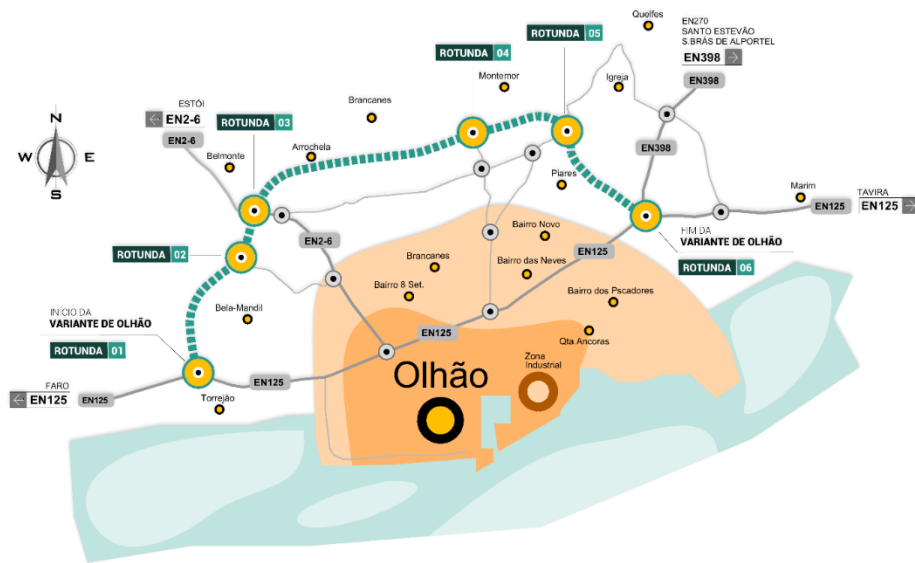 Quelfes
ROTUNDA 05
EN270
SANTO ESTEVÃO
S.BRÁS DE ALPORTEL
EN398
ROTUNDA 04
Montemor
Igreja
EN398
ESTÓI
EN2-6
ROTUNDA 03
Brancanes
EN2-6
N
W E
S
Belmonte
Arrochela
EN398
Piares
Marim
TAVIRA
EN125
EN125
EN2-6
Bairro Novo
FIM DA
VARIANTE DE OLHÃO
ROTUNDA 02
EN125
Brancanes
Bairro das Neves
ROTUNDA 06
Bairro 8 Set.
Bairro dos Pscadores
Bela-Mandil
INÍCIO DA
VARIANTE DE OLHÃO
EN125
Qta.Ancoras
ROTUNDA 01
Zona
Industrial
Olhão
FARO
EN125
EN125
EN125
Torrejão